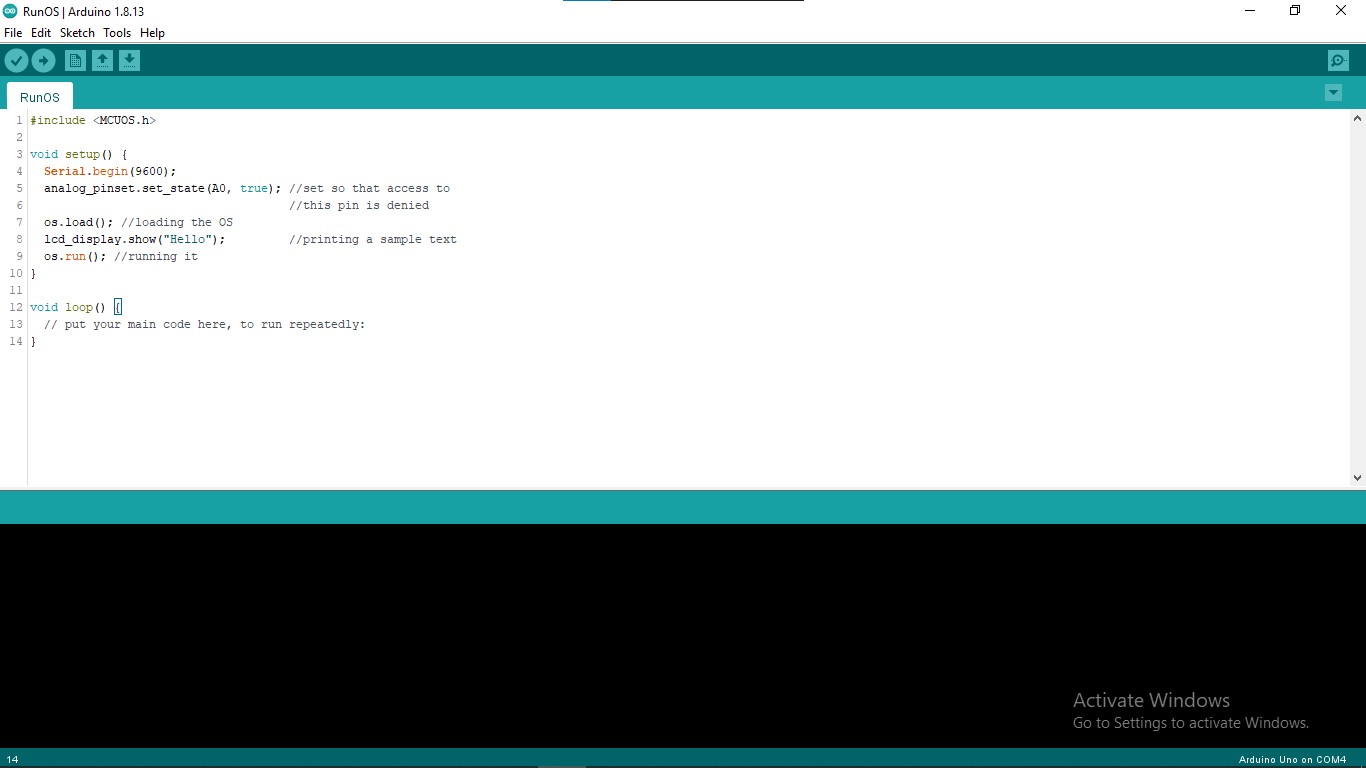 RunOS | Arduino 1.8.13
File Edit Sketch Tools Help
RunOS
1 #include <MCUOS.h>
2
3 void setup() {
4   Serial.begin(9600);
5   analog_pinset.set_state(A0, true); //set so that access to
6                                      //this pin is denied
7   os.load(); //loading the OS
8   lcd_display.show("Hello");         //printing a sample text
9   os.run(); //running it
10 }
11
12 void loop() {
13   // put your main code here, to run repeatedly:
14 }
Activate Windows
Go to Settings to activate Windows.
14 Arduino Uno on COM4